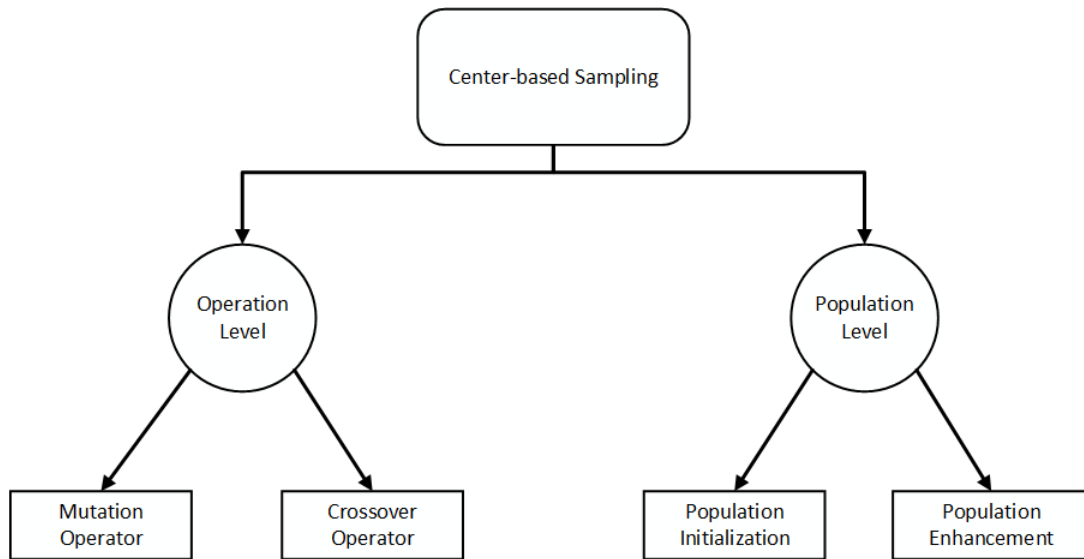 Center-based Sampling
Operation
Level
Population
Level
Mutation
Operator
Crossover
Operator
Population
Initialization
Population
Enhancement